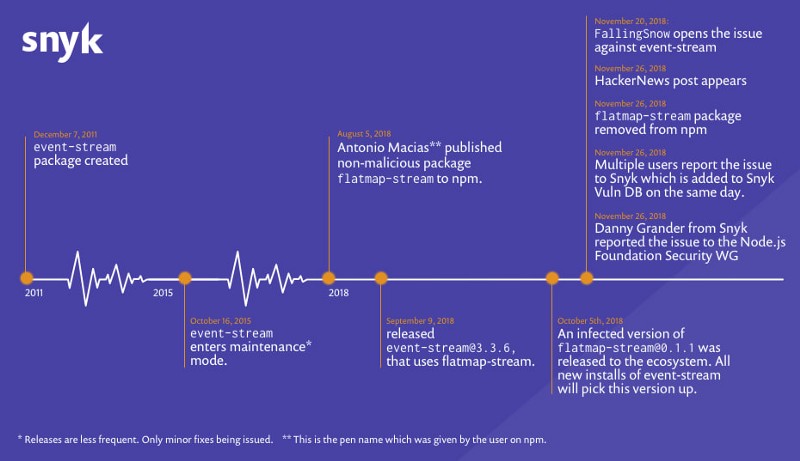 snyk
December 7, 2011
event-stream
package created
August 5, 2018
Antonio Macias** published
non-malicious package
flatmap-stream to npm.
November 20, 2018:
FallingSnow opens the issue
against event-stream
November 26, 2018
HackerNews post appears
November 26, 2018
flatmap-stream package
removed from npm
November 26, 2018
Multiple users report the issue
to Snyk which is added to Snyk
Vuln DB on the same day.
November 26, 2018
Danny Grander from Snyk
reported the issue to the Node.js
Foundation Security WG
2011
2015
2018
October 16, 2015
event-stream
enters maintenance*
mode.
September 9, 2018
released
event-stream@3.3.6,
that uses flatmap-stream.
October 5th, 2018
An infected version of
flatmap-stream@0.1.1 was
released to the ecosystem. All
new installs of event-stream
will pick this version up.
* Releases are less frequent. Only minor fixes being issued. ** This is the pen name which was given by the user on npm.